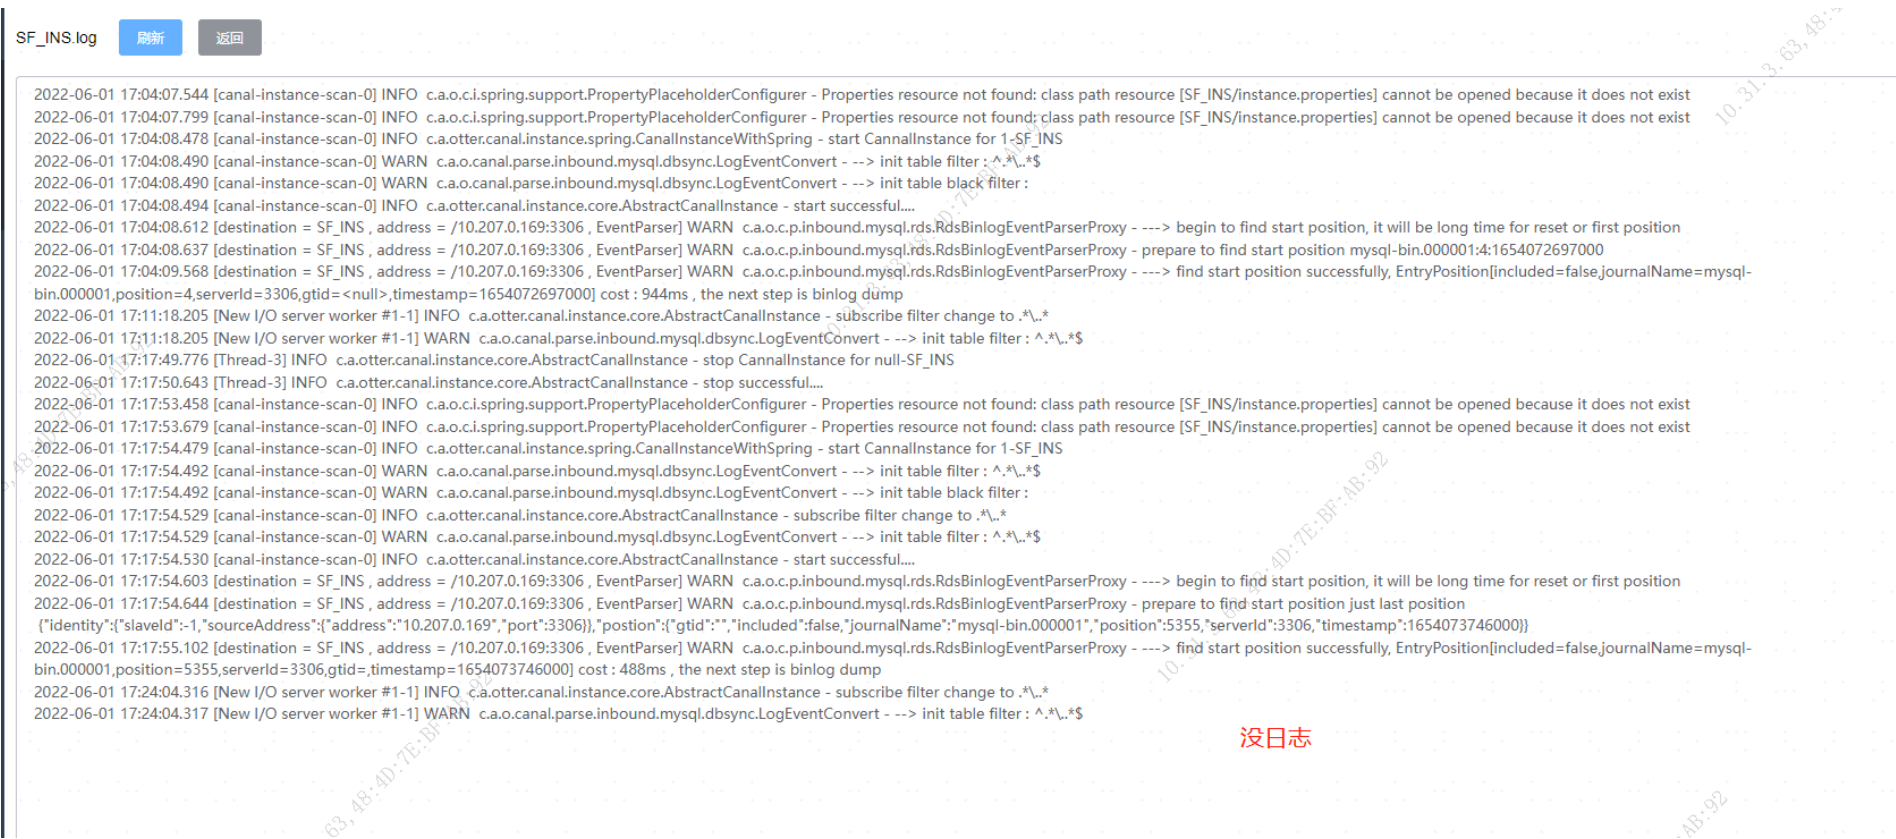 SF_INS.log 刷新 返回
2022-06-01 17:04:07.544 [canal-instance-scan-0] INFO  c.a.o.c.i.spring.support.PropertyPlaceholderConfigurer - Properties resource not found: class path resource [SF_INS/instance.properties] cannot be opened because it does not exist
2022-06-01 17:04:07.799 [canal-instance-scan-0] INFO  c.a.o.c.i.spring.support.PropertyPlaceholderConfigurer - Properties resource not found: class path resource [SF_INS/instance.properties] cannot be opened because it does not exist
2022-06-01 17:04:08.478 [canal-instance-scan-0] INFO  c.a.otter.canal.instance.spring.CanalInstanceWithSpring - start CannalInstance for 1-SF_INS
2022-06-01 17:04:08.490 [canal-instance-scan-0] WARN  c.a.o.canal.parse.inbound.mysql.dbsync.LogEventConvert - --> init table filter : ^.*\..*$
2022-06-01 17:04:08.490 [canal-instance-scan-0] WARN  c.a.o.canal.parse.inbound.mysql.dbsync.LogEventConvert - --> init table black filter :
2022-06-01 17:04:08.494 [canal-instance-scan-0] INFO  c.a.otter.canal.instance.core.AbstractCanalInstance - start successful....
2022-06-01 17:04:08.612 [destination = SF_INS , address = /10.207.0.169:3306 , EventParser] WARN  c.a.o.c.p.inbound.mysql.rds.RdsBinlogEventParserProxy - ---> begin to find start position, it will be long time for reset or first position
2022-06-01 17:04:08.637 [destination = SF_INS , address = /10.207.0.169:3306 , EventParser] WARN  c.a.o.c.p.inbound.mysql.rds.RdsBinlogEventParserProxy - prepare to find start position mysql-bin.000001:4:1654072697000
2022-06-01 17:04:09.568 [destination = SF_INS , address = /10.207.0.169:3306 , EventParser] WARN  c.a.o.c.p.inbound.mysql.rds.RdsBinlogEventParserProxy - ---> find start position successfully, EntryPosition[included=false,journalName=mysql-
bin.000001,position=4,serverId=3306,gtid=<null>,timestamp=1654072697000] cost : 944ms , the next step is binlog dump
2022-06-01 17:11:18.205 [New I/O server worker #1-1] INFO  c.a.otter.canal.instance.core.AbstractCanalInstance - subscribe filter change to .*\..*
2022-06-01 17:11:18.205 [New I/O server worker #1-1] WARN  c.a.o.canal.parse.inbound.mysql.dbsync.LogEventConvert - --> init table filter : ^.*\..*$
2022-06-01 17:17:49.776 [Thread-3] INFO  c.a.otter.canal.instance.core.AbstractCanalInstance - stop CannalInstance for null-SF_INS
2022-06-01 17:17:50.643 [Thread-3] INFO  c.a.otter.canal.instance.core.AbstractCanalInstance - stop successful....
2022-06-01 17:17:53.458 [canal-instance-scan-0] INFO  c.a.o.c.i.spring.support.PropertyPlaceholderConfigurer - Properties resource not found: class path resource [SF_INS/instance.properties] cannot be opened because it does not exist
2022-06-01 17:17:53.679 [canal-instance-scan-0] INFO  c.a.o.c.i.spring.support.PropertyPlaceholderConfigurer - Properties resource not found: class path resource [SF_INS/instance.properties] cannot be opened because it does not exist
2022-06-01 17:17:54.479 [canal-instance-scan-0] INFO  c.a.otter.canal.instance.spring.CanalInstanceWithSpring - start CannalInstance for 1-SF_INS
2022-06-01 17:17:54.492 [canal-instance-scan-0] WARN  c.a.o.canal.parse.inbound.mysql.dbsync.LogEventConvert - --> init table filter : ^.*\..*$
2022-06-01 17:17:54.492 [canal-instance-scan-0] WARN  c.a.o.canal.parse.inbound.mysql.dbsync.LogEventConvert - --> init table black filter :
2022-06-01 17:17:54.529 [canal-instance-scan-0] INFO  c.a.otter.canal.instance.core.AbstractCanalInstance - subscribe filter change to .*\..*
2022-06-01 17:17:54.529 [canal-instance-scan-0] WARN  c.a.o.canal.parse.inbound.mysql.dbsync.LogEventConvert - --> init table filter : ^.*\..*$
2022-06-01 17:17:54.530 [canal-instance-scan-0] INFO  c.a.otter.canal.instance.core.AbstractCanalInstance - start successful....
2022-06-01 17:17:54.603 [destination = SF_INS , address = /10.207.0.169:3306 , EventParser] WARN  c.a.o.c.p.inbound.mysql.rds.RdsBinlogEventParserProxy - ---> begin to find start position, it will be long time for reset or first position
2022-06-01 17:17:54.644 [destination = SF_INS , address = /10.207.0.169:3306 , EventParser] WARN  c.a.o.c.p.inbound.mysql.rds.RdsBinlogEventParserProxy - prepare to find start position just last position
{"identity":{"slaveId":-1,"sourceAddress":{"address":"10.207.0.169","port":3306}},"postion":{"gtid":"","included":false,"journalName":"mysql-bin.000001","position":5355,"serverId":3306,"timestamp":1654073746000}}
2022-06-01 17:17:55.102 [destination = SF_INS , address = /10.207.0.169:3306 , EventParser] WARN  c.a.o.c.p.inbound.mysql.rds.RdsBinlogEventParserProxy - ---> find start position successfully, EntryPosition[included=false,journalName=mysql-
bin.000001,position=5355,serverId=3306,gtid=,timestamp=1654073746000] cost : 488ms , the next step is binlog dump
2022-06-01 17:24:04.316 [New I/O server worker #1-1] INFO  c.a.otter.canal.instance.core.AbstractCanalInstance - subscribe filter change to .*\..*
2022-06-01 17:24:04.317 [New I/O server worker #1-1] WARN  c.a.o.canal.parse.inbound.mysql.dbsync.LogEventConvert - --> init table filter : ^.*\..*$
没日志